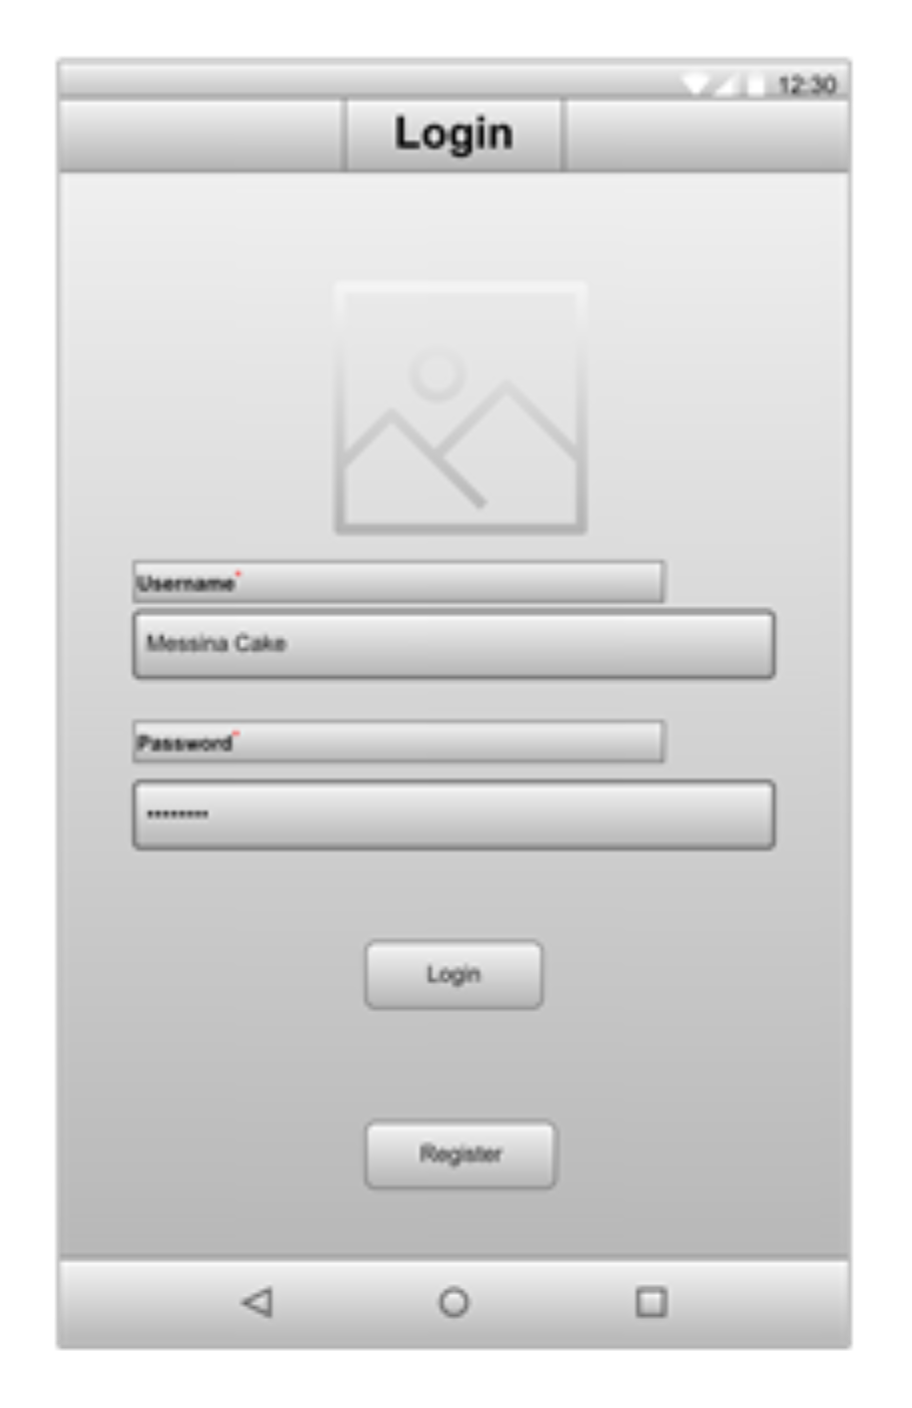 12:30
Login
Username*
Messina Cake
Password*
••••••••
Login
Register